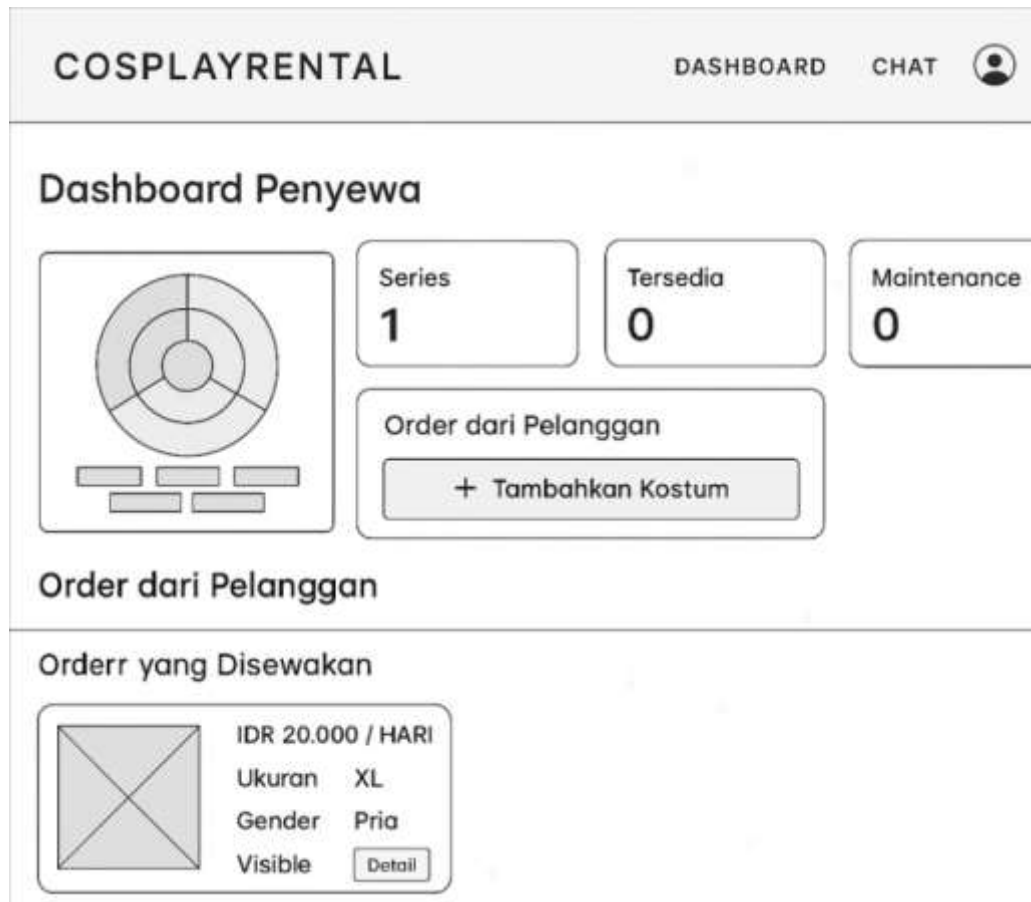 COSPLAYRENTAL DASHBOARD CHAT
Dashboard Penyewa
Series Tersedia Maintenance
1 0 0
Order dari Pelanggan
+ Tambahkan Kostum
Order dari Pelanggan
Orderr yang Disewakan
IDR 20.000 / HARI
Ukuran XL
Gender Pria
Visible Detail